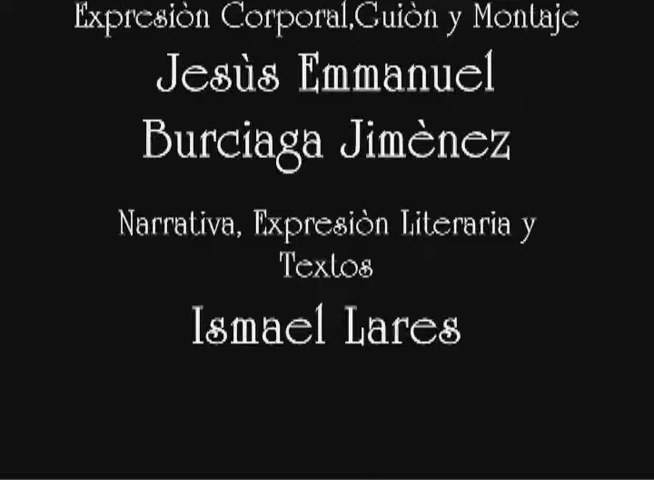 Expresiòn Corporal,Guiòn y Montaje
Jesùs Emmanuel
Burciaga Jimènez
Narrativa, Expresiòn Literaria y
Textos
Ismael Lares